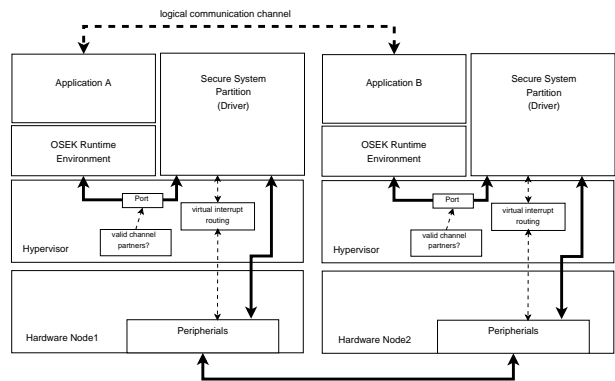 logical communication channel
Application A
Secure System
Partition
(Driver)
OSEK Runtime
Environment
Port
virtual interrupt
routing
valid channel
partners?
Hypervisor
Peripherials
Hardware Node1
Application B
Secure System
Partition
(Driver)
OSEK Runtime
Environment
Port
virtual interrupt
routing
valid channel
partners?
Hypervisor
Peripherials
Hardware Node2